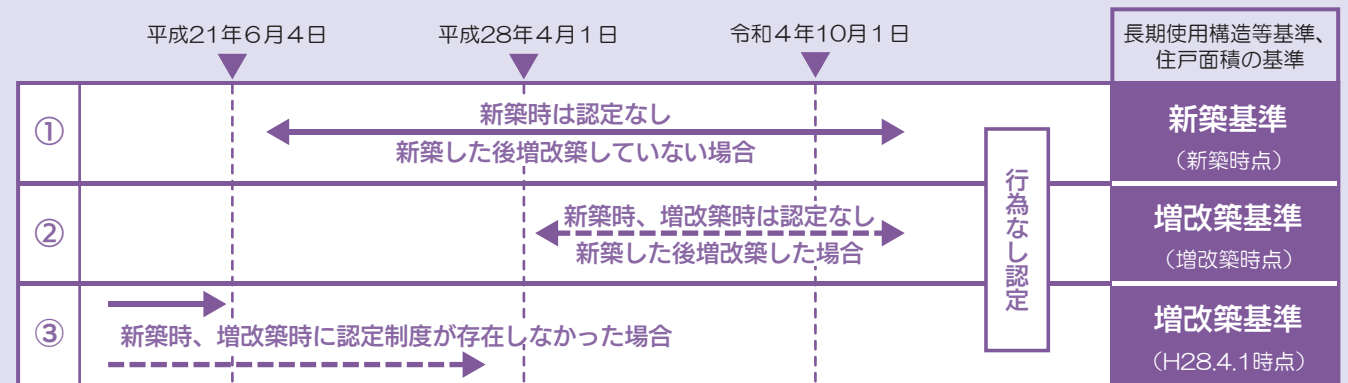 平成21年6月4日
平成28年4月1日
令和4年10月1日
長期使用構造等基準、
住戸面積の基準
①
新築時は認定なし
新築した後増改築していない場合
新築基準
（新築時点）
②
新築時、増改築時は認定なし
新築した後増改築した場合
増改築基準
（増改築時点）
③
新築時、増改築時に認定制度が存在しなかった場合
増改築基準
（H28.4.1時点）
行為なし認定